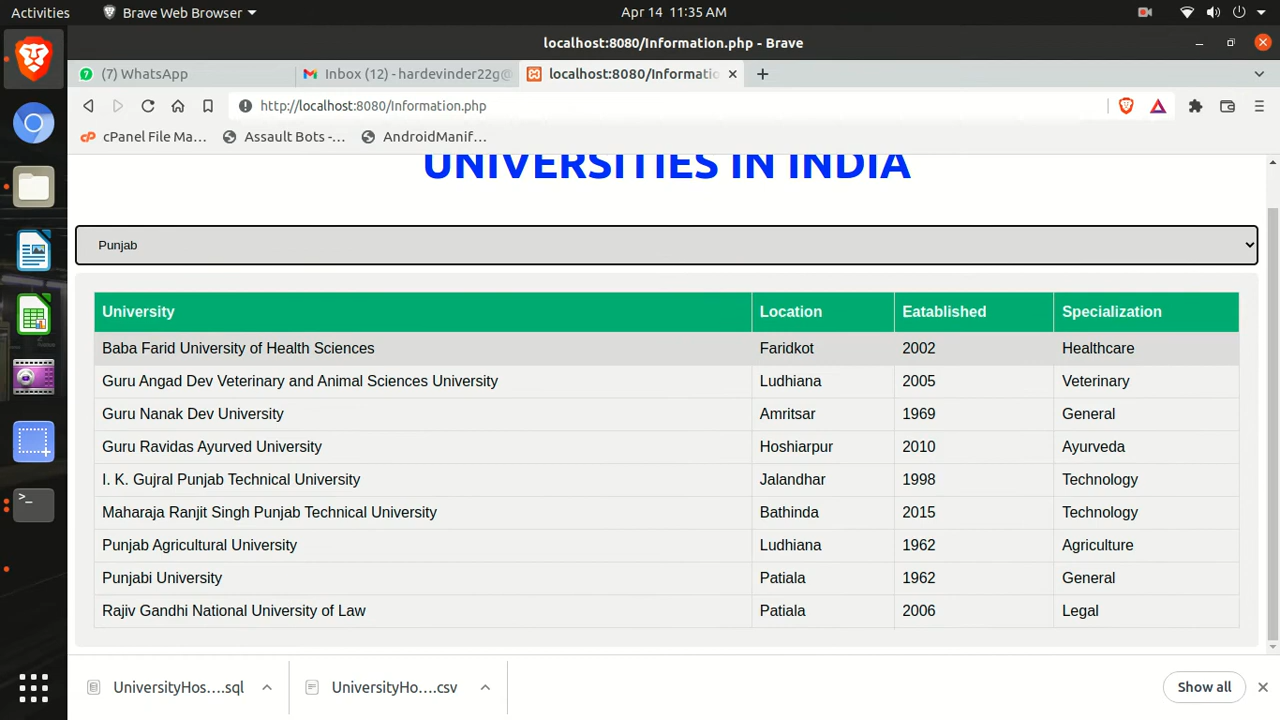 Activities Brave Web Browser Apr 14 11:35 AM
localhost:8080/Information.php - Brave
7 (7) WhatsApp Inbox (12) - hardevinder22g@ localhost:8080/Informatio
http://localhost:8080/Information.php
cP cPanel File Ma... Assault Bots -... AndroidManif...
UNIVERSITIES IN INDIA
Punjab
University Location Eatablished Specialization
Baba Farid University of Health Sciences Faridkot 2002 Healthcare
Guru Angad Dev Veterinary and Animal Sciences University Ludhiana 2005 Veterinary
Guru Nanak Dev University Amritsar 1969 General
Guru Ravidas Ayurved University Hoshiarpur 2010 Ayurveda
I. K. Gujral Punjab Technical University Jalandhar 1998 Technology
Maharaja Ranjit Singh Punjab Technical University Bathinda 2015 Technology
Punjab Agricultural University Ludhiana 1962 Agriculture
Punjabi University Patiala 1962 General
Rajiv Gandhi National University of Law Patiala 2006 Legal
UniversityHos....sql UniversityHo....csv Show all